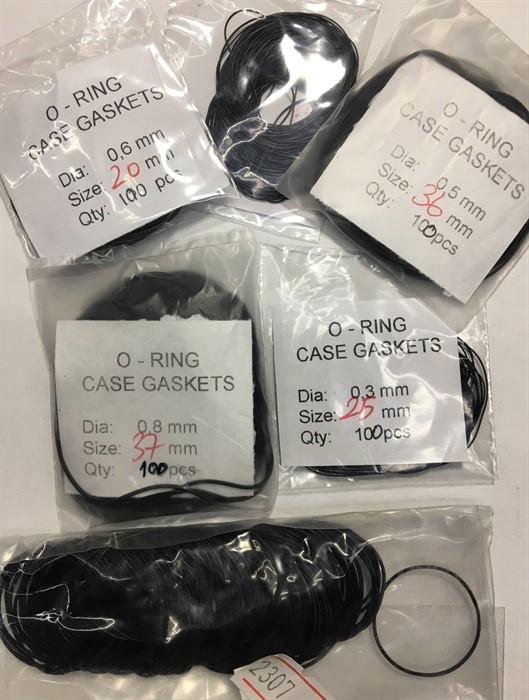 O - RING
CASE GASKETS
Dia: 0,6 mm
Size: 20 mm
Qty: 100 pcs
O - RING
CASE GASKETS
Dia: 0,5 mm
Size: 36 mm
Qty: 100pcs
O - RING
CASE GASKETS
Dia: 0,8 mm
Size: 37 mm
Qty: 100pcs
O - RING
CASE GASKETS
Dia: 0,3 mm
Size: 25 mm
Qty: 100pcs
2307